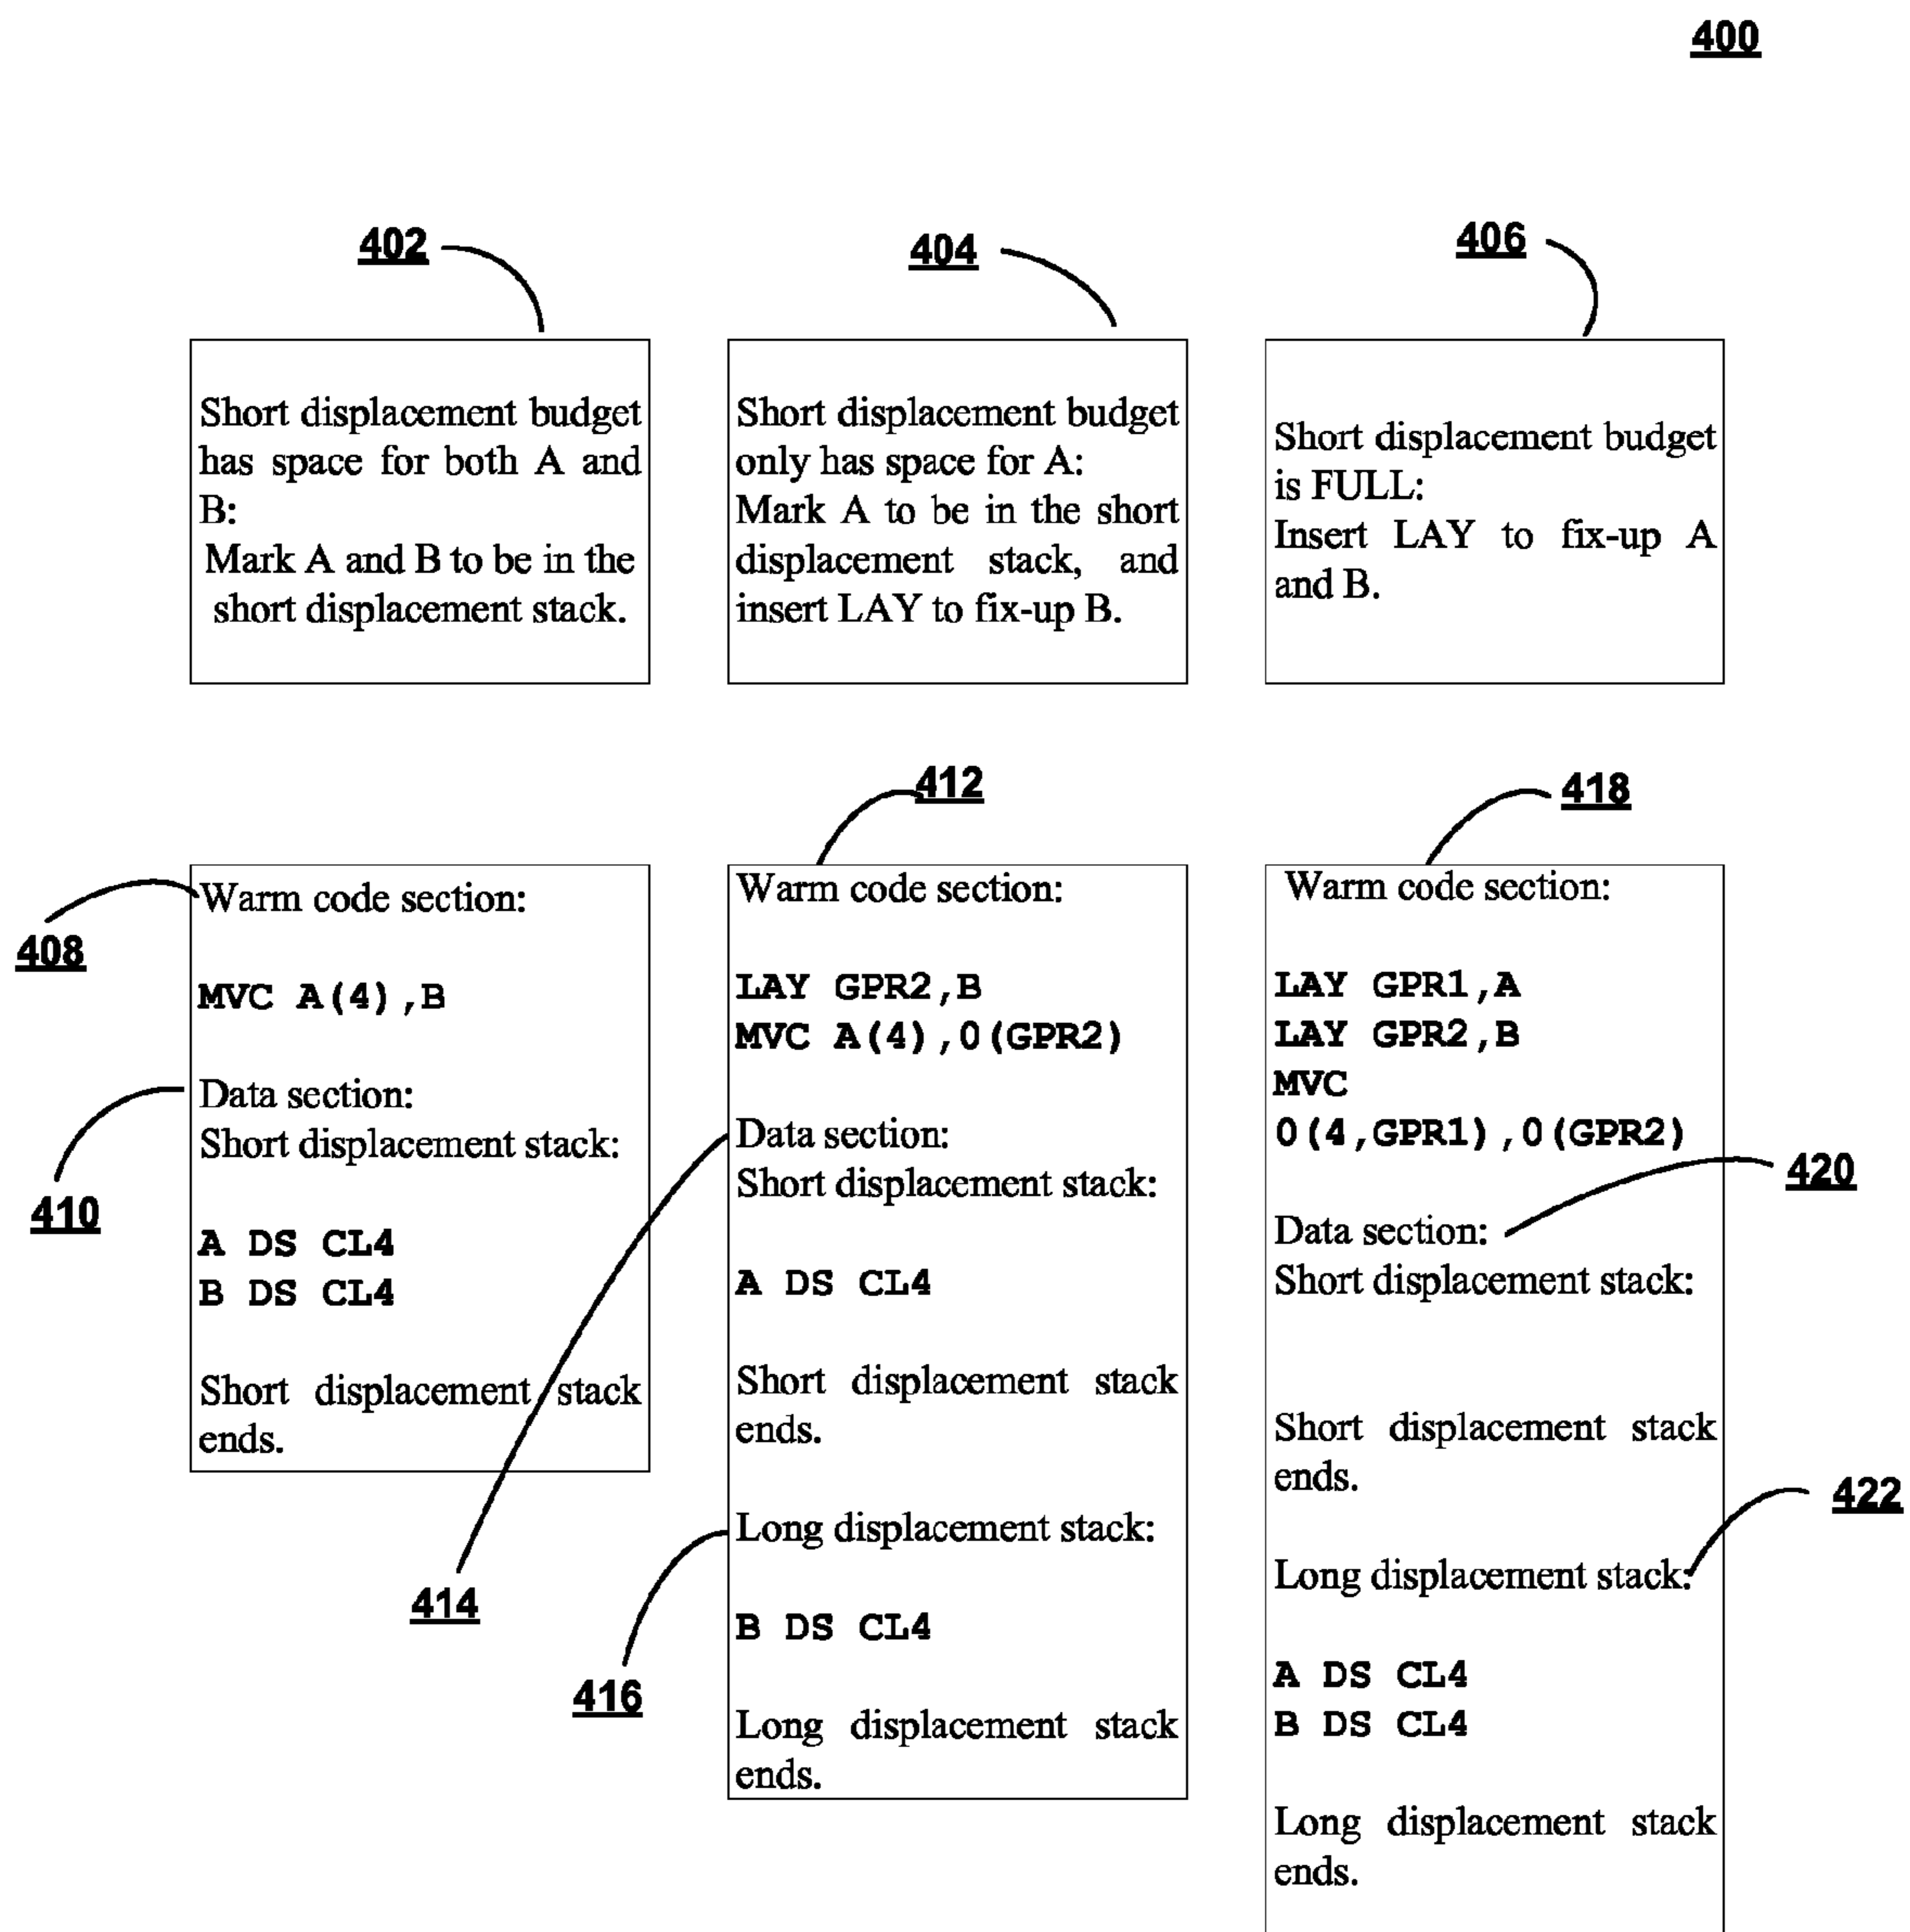 400
402
404
406
Short displacement budget
has space for both A and
B:
Mark A and B to be in the
short displacement stack.
Short displacement budget
only has space for A:
Mark A to be in the short
displacement stack, and
insert LAY to fix-up B.
Short displacement budget
is FULL:
Insert LAY to fix-up A
and B.
408
410
Warm code section:
MVC A(4),B
Data section:
Short displacement stack:
A DS CL4
B DS CL4
Short displacement stack
ends.
412
414
416
Warm code section:
LAY GPR2,B
MVC A(4),0(GPR2)
Data section:
Short displacement stack:
A DS CL4
Short displacement stack
ends.
Long displacement stack:
B DS CL4
Long displacement stack
ends.
418
420
422
Warm code section:
LAY GPR1,A
LAY GPR2,B
MVC
0(4,GPR1),0(GPR2)
Data section:
Short displacement stack:
Short displacement stack
ends.
Long displacement stack:
A DS CL4
B DS CL4
Long displacement stack
ends.